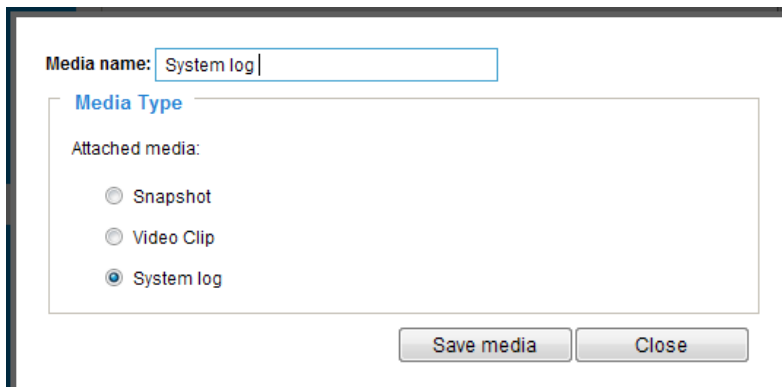 Media name: System log
Media Type
Attached media:
Snapshot
Video Clip
System log
Save media Close